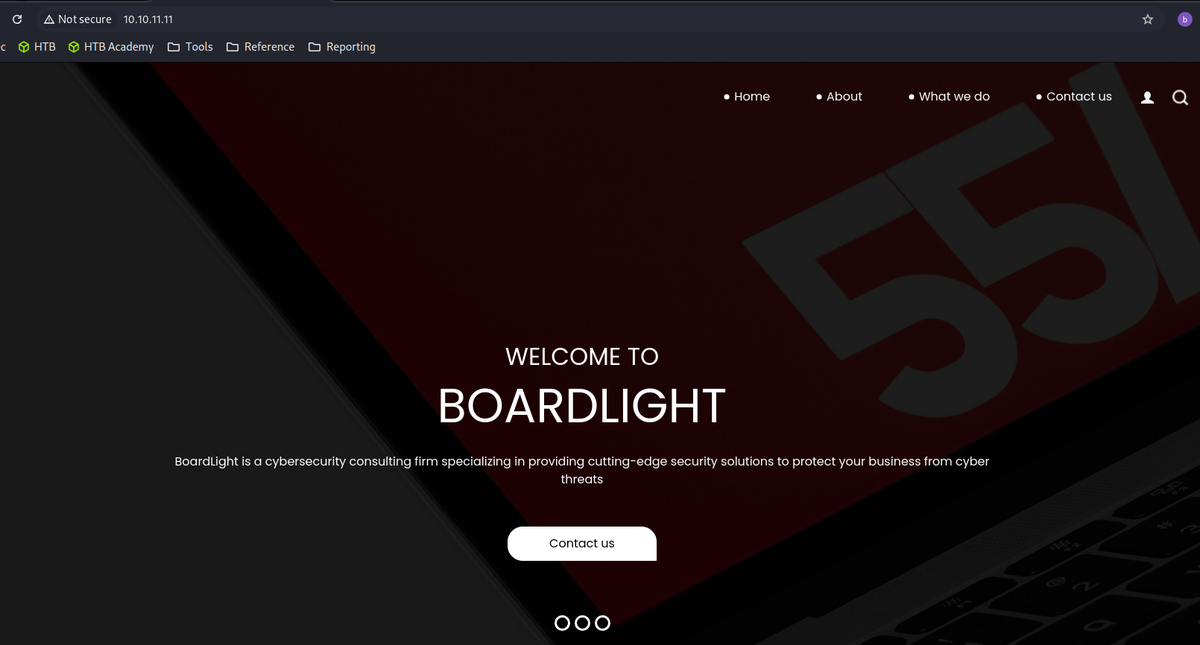 Not secure 10.10.11.11
c HTB HTB Academy Tools Reference Reporting
b
Home About What we do Contact us
55/
WELCOME TO
BOARDLIGHT
BoardLight is a cybersecurity consulting firm specializing in providing cutting-edge security solutions to protect your business from cyber
threats
Contact us